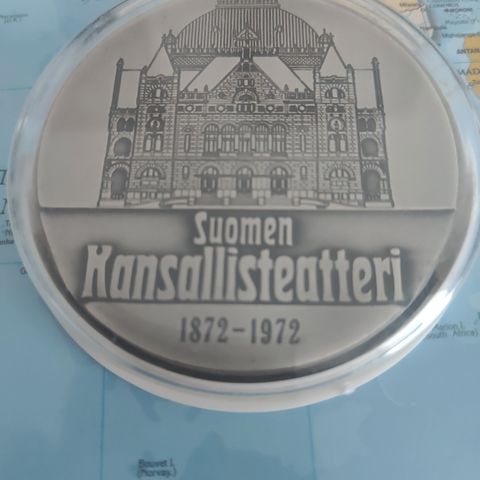 SUOMEN
Kansallisteatteri
1872-1972
Bouvet I.
(Norway.)